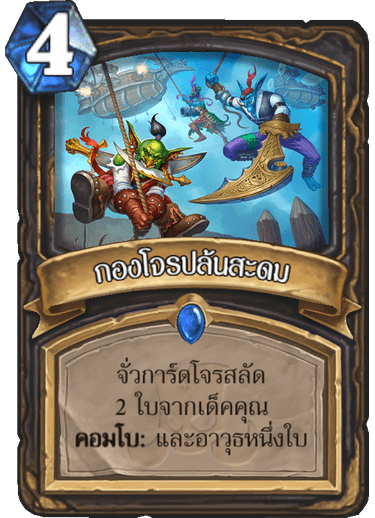 4
กองโจรปล้นสะดม
จั่วการ์ดโจรสลัด
2 ใบจากเด็คคุณ
คอมโบ: และอาวุธหนึ่งใบ